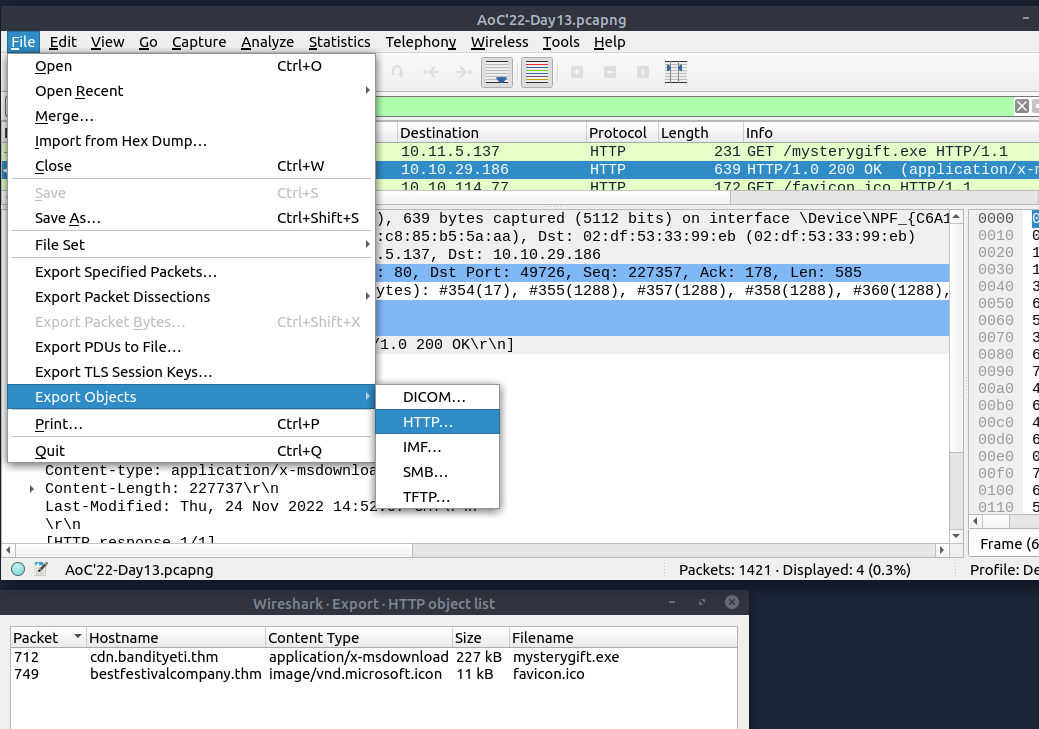 AoC'22-Day13.pcapng
File Edit View Go Capture Analyze Statistics Telephony Wireless Tools Help
Open Ctrl+O
Open Recent
Merge…
Import from Hex Dump…
Close Ctrl+W
Save Ctrl+S
Save As… Ctrl+Shift+S
File Set
Export Specified Packets…
Export Packet Dissections
Export Packet Bytes… Ctrl+Shift+X
Export PDUs to File…
Export TLS Session Keys…
Export Objects
Print… Ctrl+P
Quit Ctrl+Q
DICOM…
HTTP…
IMF…
SMB…
TFTP…
Destination Protocol Length Info
10.11.5.137 HTTP 231 GET /mysterygift.exe HTTP/1.1
10.10.29.186 HTTP 639 HTTP/1.0 200 OK (application/x-m
10.10.114.77 HTTP 172 GET /favicon.ico HTTP/1.1
), 639 bytes captured (5112 bits) on interface \Device\NPF_{C6A1
:c8:85:b5:5a:aa), Dst: 02:df:53:33:99:eb (02:df:53:33:99:eb)
.5.137, Dst: 10.10.29.186
: 80, Dst Port: 49726, Seq: 227357, Ack: 178, Len: 585
ytes): #354(17), #355(1288), #357(1288), #358(1288), #360(1288),
/1.0 200 OK\r\n]
Content-type: application/x-msdownloa
Content-Length: 227737\r\n
Last-Modified: Thu, 24 Nov 2022 14:52
\r\n
[HTTP response 1/1]
0000
0010
0020
0030
0040
0050
0060
0070
0080
0090
00a0
00b0
00c0
00d0
00e0
00f0
0100
0110
Frame (6
AoC'22-Day13.pcapng Packets: 1421 · Displayed: 4 (0.3%) Profile: De
Wireshark · Export · HTTP object list
Packet Hostname Content Type Size Filename
712 cdn.bandityeti.thm application/x-msdownload 227 kB mysterygift.exe
749 bestfestivalcompany.thm image/vnd.microsoft.icon 11 kB favicon.ico